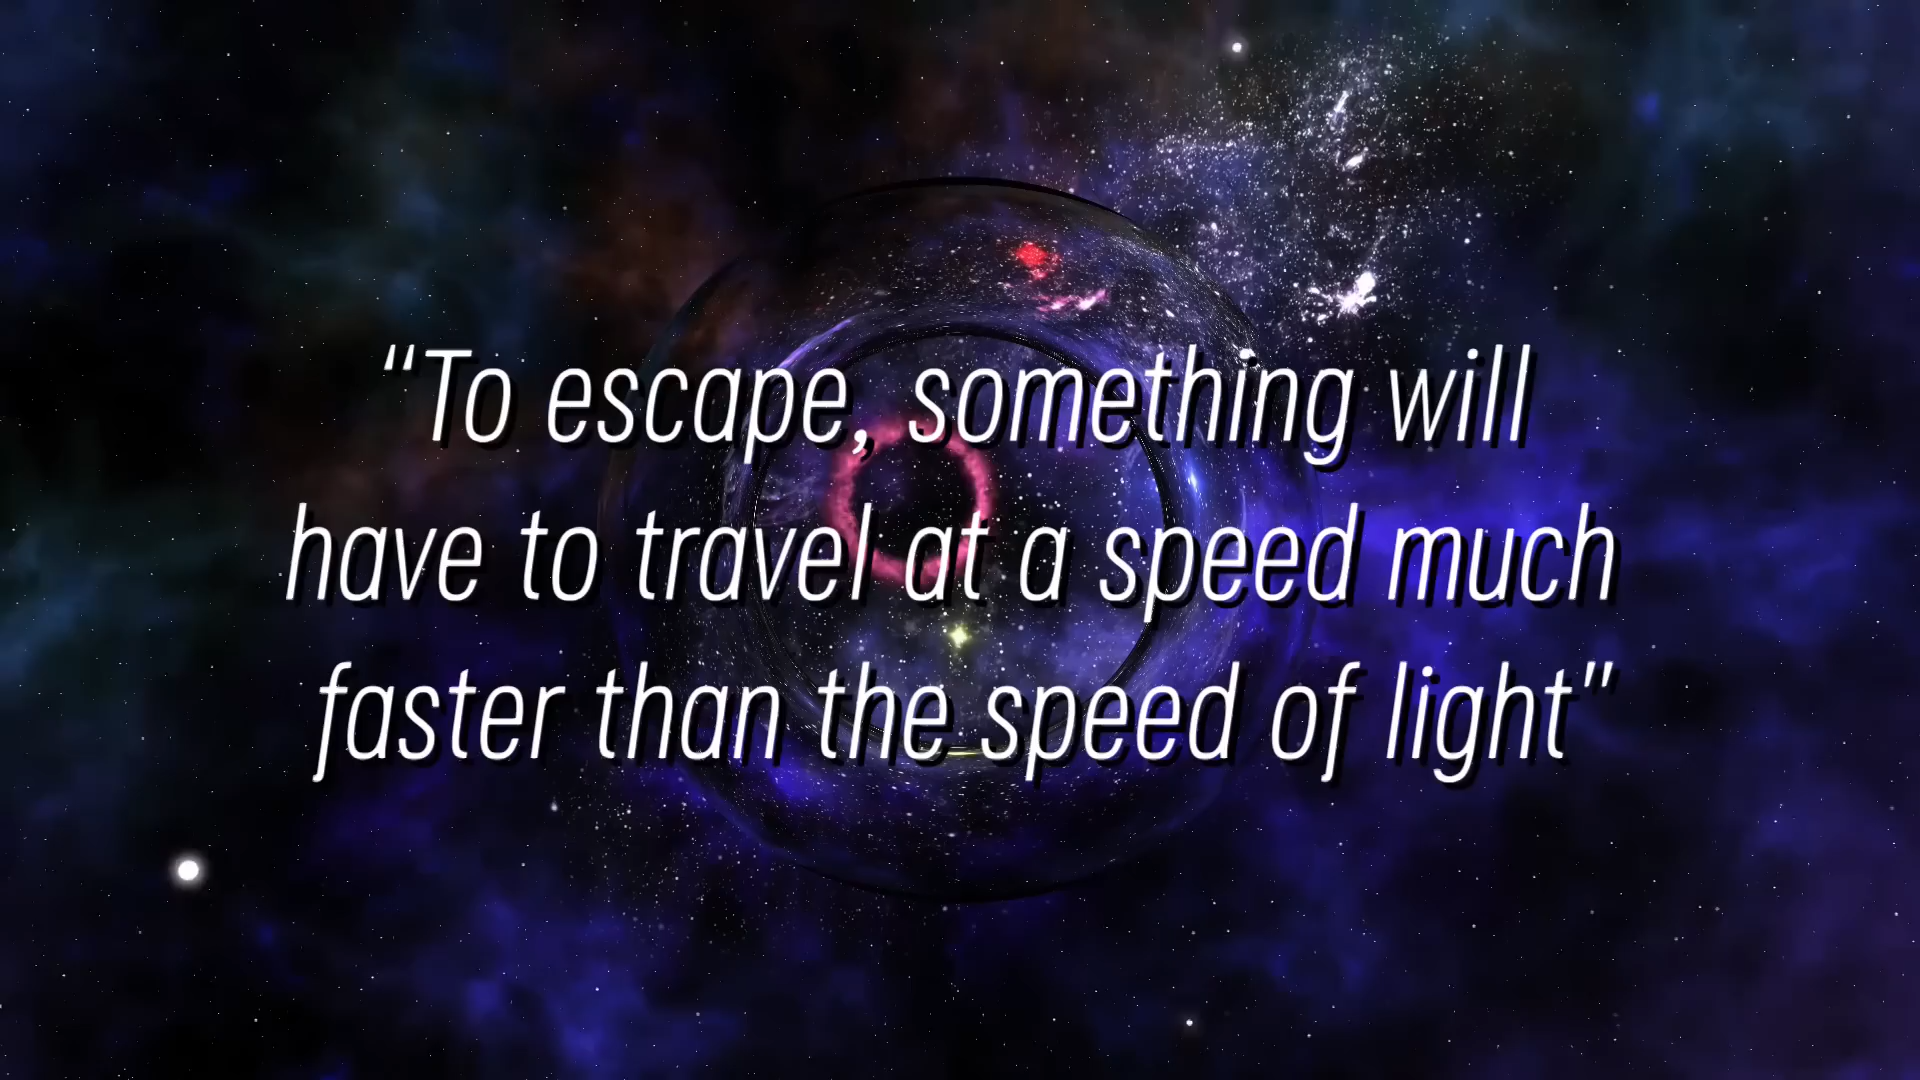 “To escape, something will
have to travel at a speed much
faster than the speed of light”